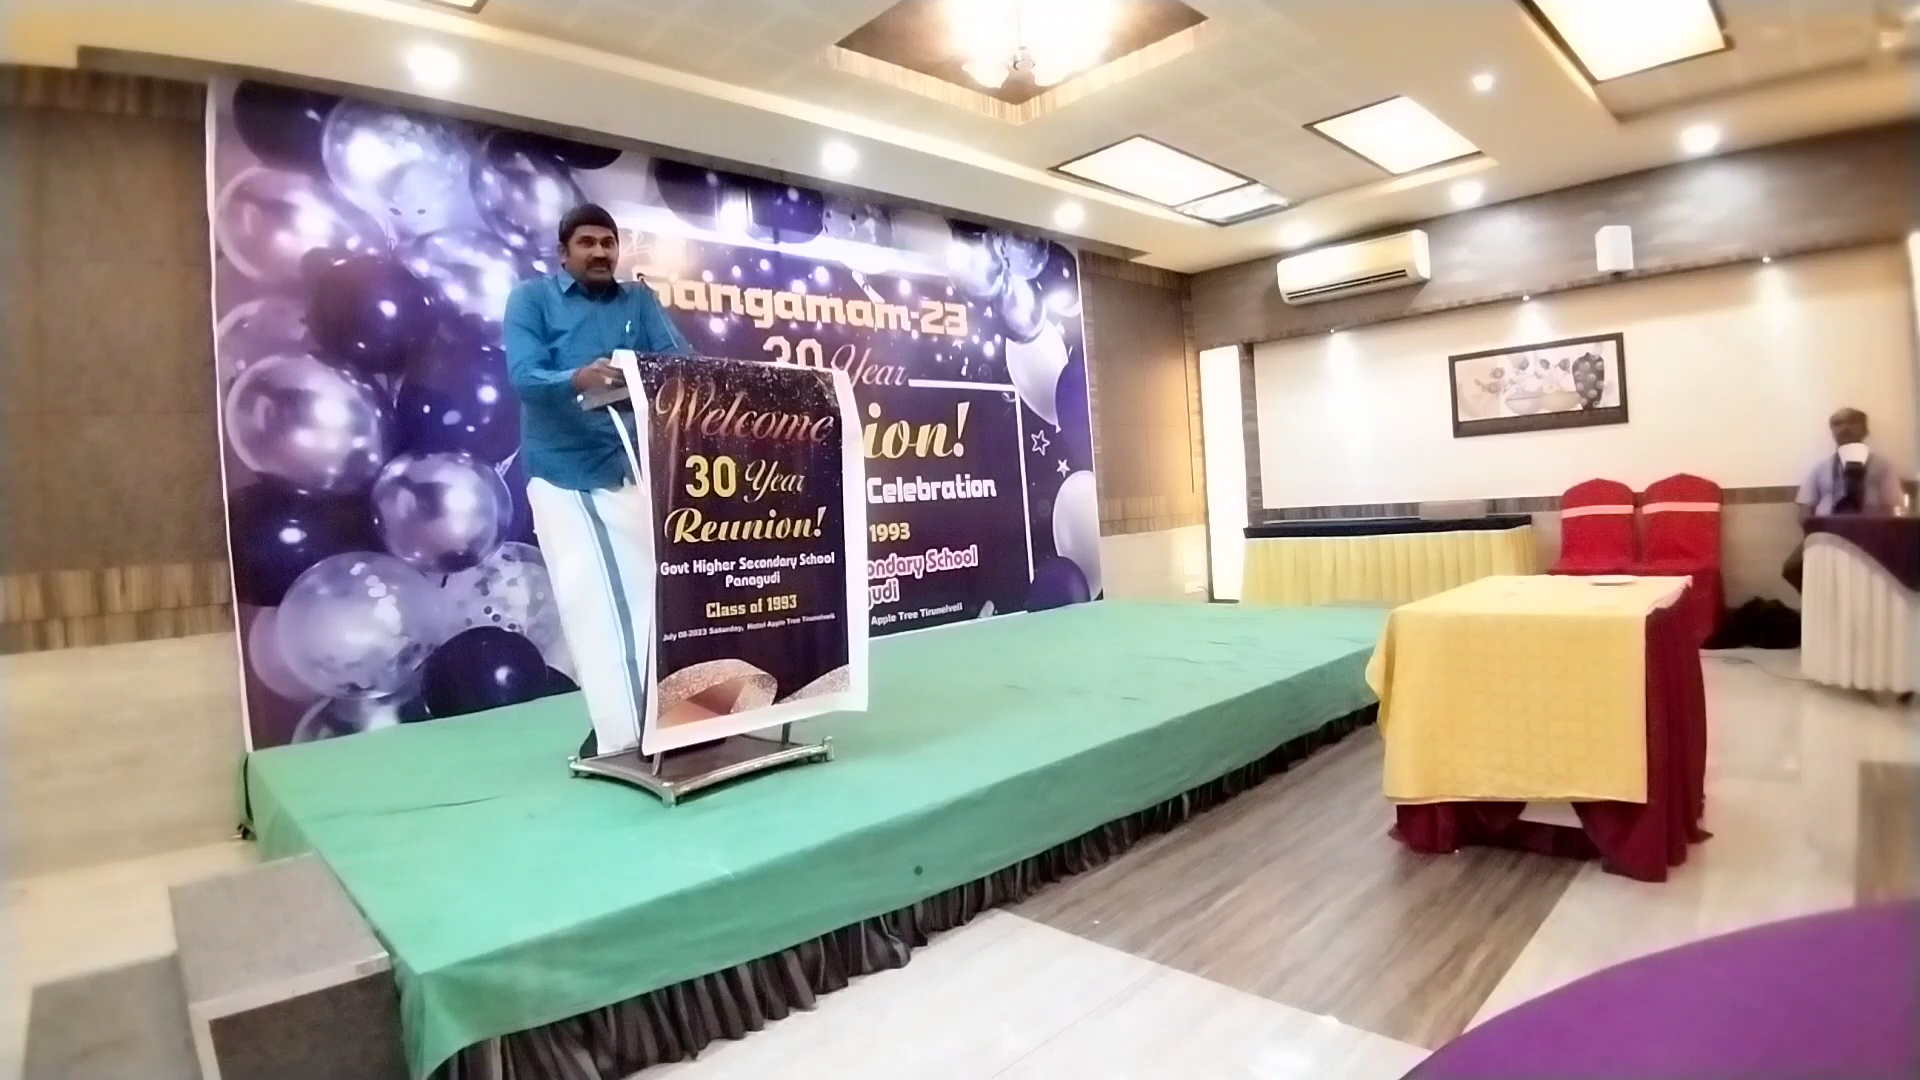 Sangamam-23
30 Year
ion!
Celebration
1993
ondary School
gudi
Apple Tree Tirunelveli
Welcome
30 Year
Reunion!
Govt Higher Secondary School
Panagudi
Class of 1993
July 08-2023 Saturday, Hotel Apple Tree Tirunelveli